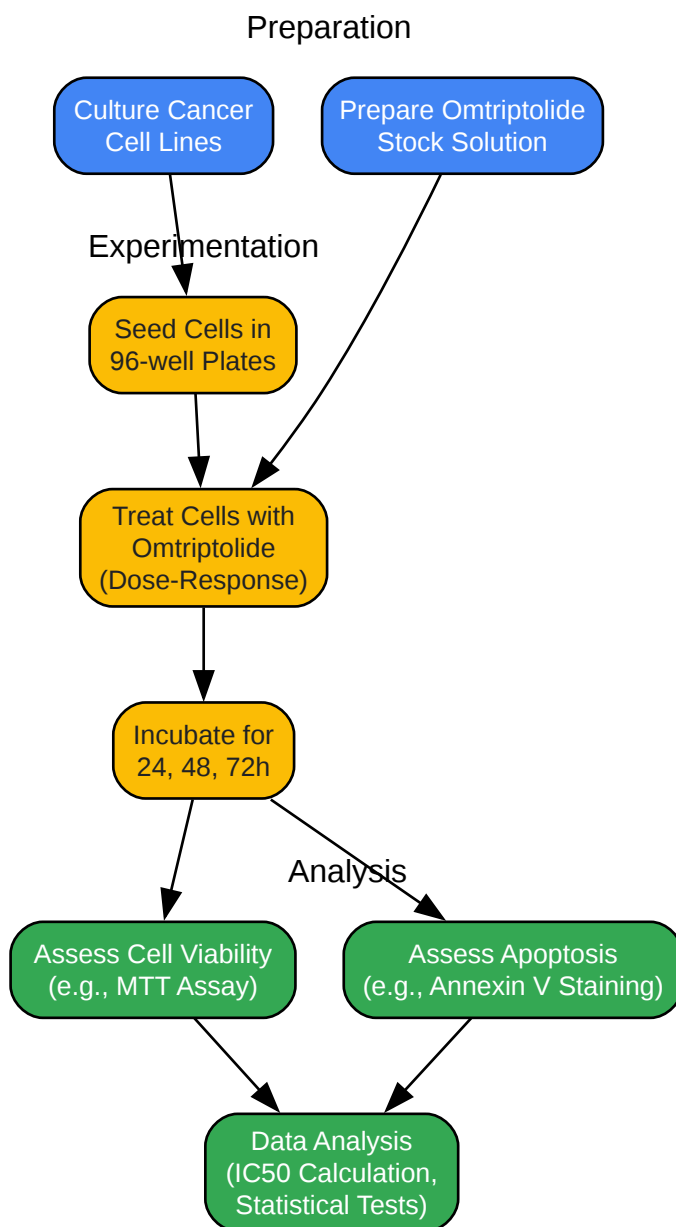 Preparation
Culture Cancer
Cell Lines
Prepare Omtriptolide
Stock Solution
Experimentation
Seed Cells in
96-well Plates
Treat Cells with
Omtriptolide
(Dose-Response)
Incubate for
24, 48, 72h
Analysis
Assess Cell Viability
(e.g., MTT Assay)
Assess Apoptosis
(e.g., Annexin V Staining)
Data Analysis
(IC50 Calculation,
Statistical Tests)